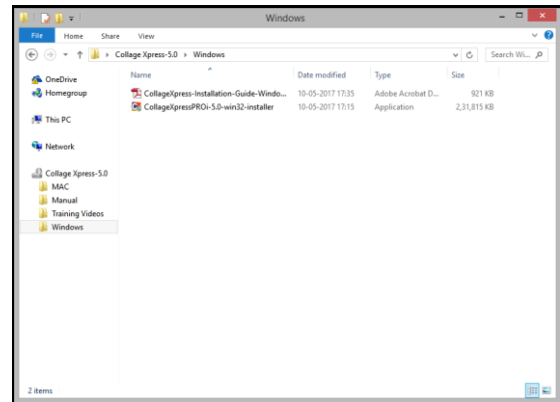 Windows
File Home Share View
Collage Xpress-5.0 Windows
Search Wi...
Name Date modified Type Size
OneDrive
Homegroup
This PC
Network
Collage Xpress-5.0
MAC
Manual
Training Videos
Windows
CollageXpress-Installation-Guide-Windo... 10-05-2017 17:35 Adobe Acrobat D... 921 KB
CollageXpressPROi-5.0-win32-installer 10-05-2017 17:15 Application 2,31,815 KB
2 items